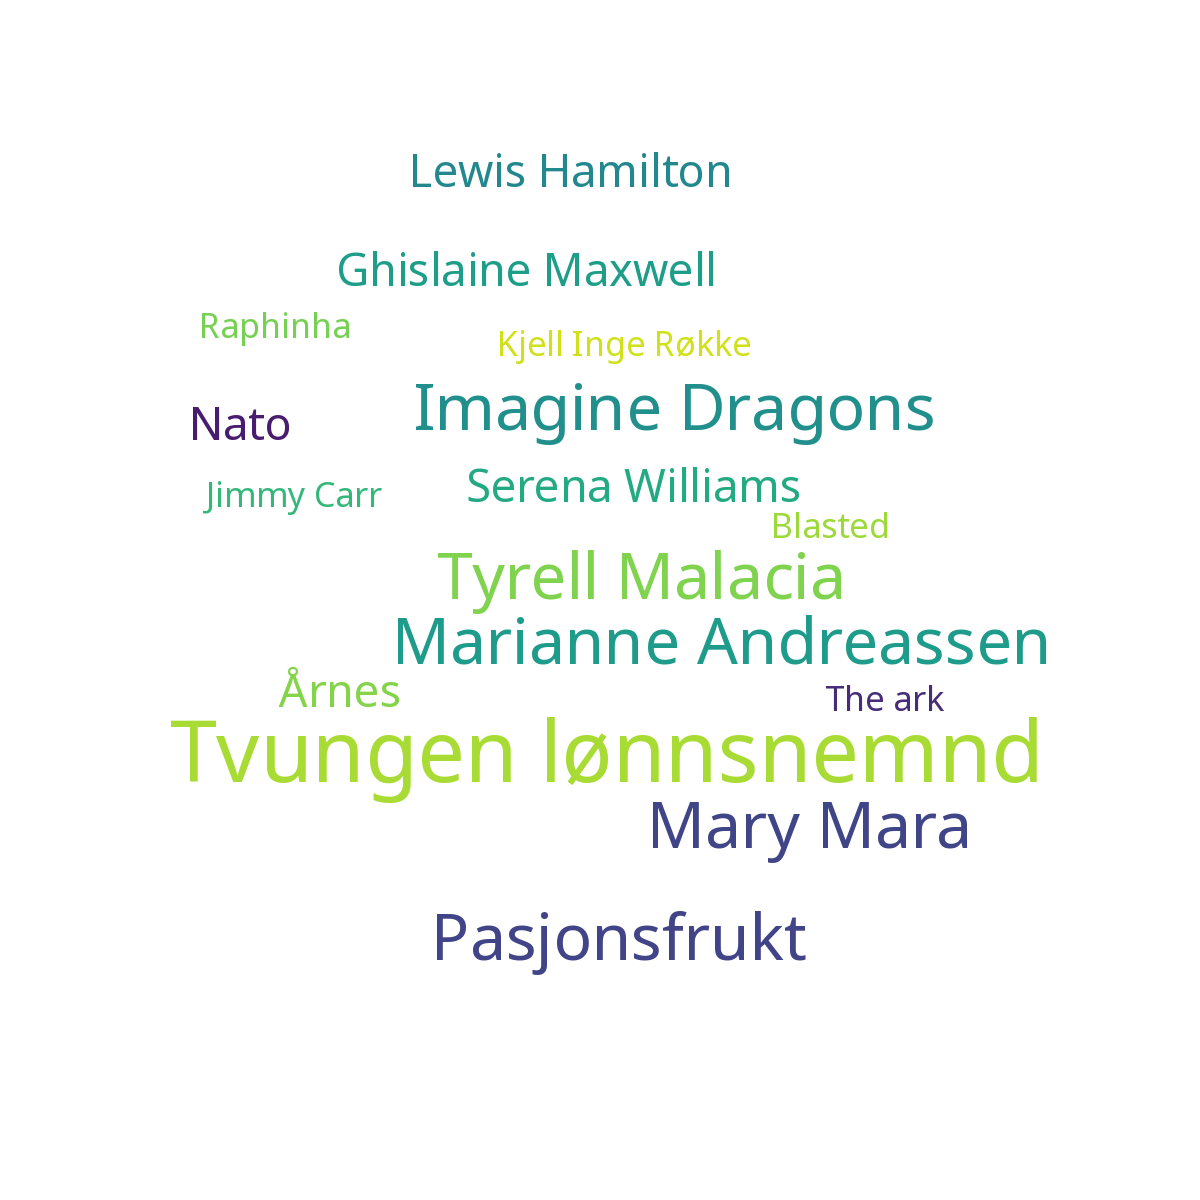 Lewis Hamilton
Ghislaine Maxwell
Raphinha
Kjell Inge Røkke
Imagine Dragons
Nato
Serena Williams
Jimmy Carr
Blasted
Tyrell Malacia
Marianne Andreassen
Årnes
The ark
Tvungen lønnsnemnd
Mary Mara
Pasjonsfrukt